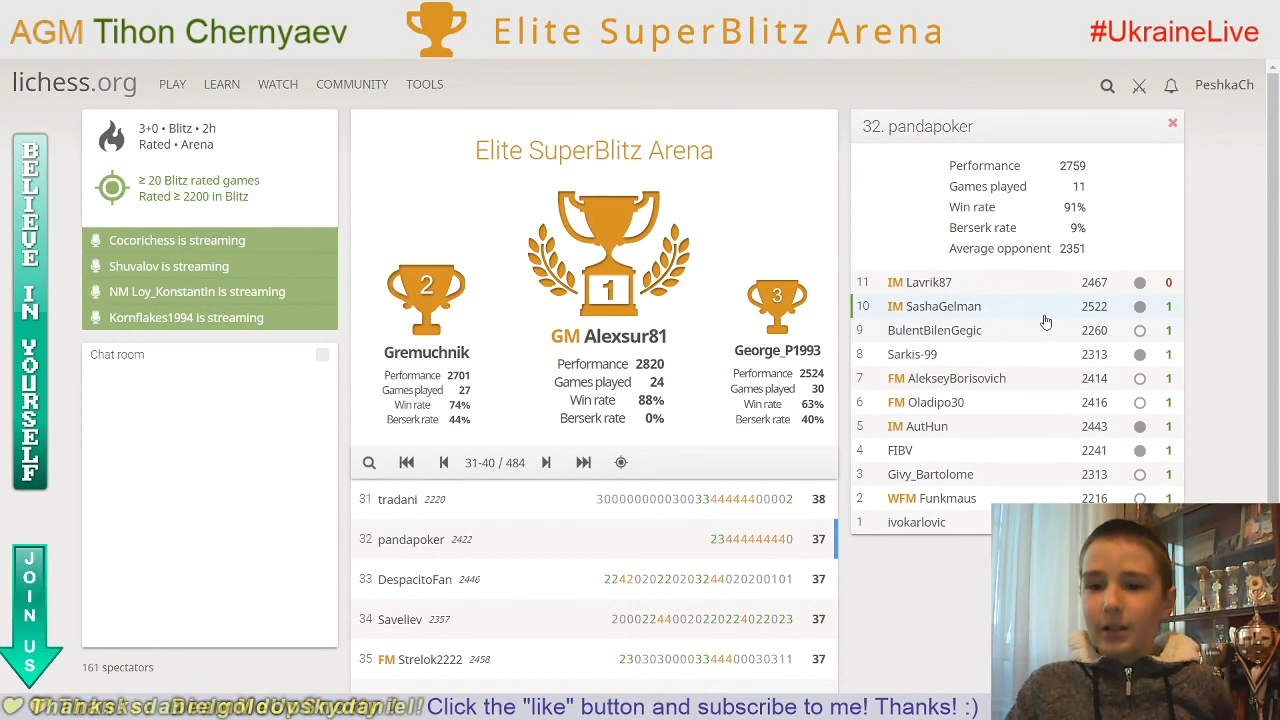 AGM Tihon Chernyaev
Elite SuperBlitz Arena
#UkraineLive
lichess.org
PLAY LEARN WATCH COMMUNITY TOOLS
PeshkaCh
BELIEVE IN YOURSELF
JOIN US
3+0 • Blitz • 2h
Rated • Arena
≥ 20 Blitz rated games
Rated ≥ 2200 in Blitz
Cocorichess is streaming
Shuvalov is streaming
NM Loy_Konstantin is streaming
Kornflakes1994 is streaming
Chat room
161 spectators
Elite SuperBlitz Arena
2
Gremuchnik
Performance 2701
Games played 27
Win rate 74%
Berserk rate 44%
1
GM Alexsur81
Performance 2820
Games played 24
Win rate 88%
Berserk rate 0%
3
George_P1993
Performance 2524
Games played 30
Win rate 63%
Berserk rate 40%
31-40 / 484
31 tradani 2220 30000000000300334444400002 38
32 pandapoker 2422 23444444440 37
33 DespacitoFan 2446 2242020220203244020200101 37
34 Saveliev 2357 200022440020220224022023 37
35 FM Strelok2222 2458 23030300003344400030311 37
32. pandapoker
Performance 2759
Games played 11
Win rate 91%
Berserk rate 9%
Average opponent 2351
11 IM Lavrik87 2467 0
10 IM SashaGelman 2522 1
9 BulentBilenGegic 2260 1
8 Sarkis-99 2313 1
7 FM AlekseyBorisovich 2414 1
6 FM Oladipo30 2416 1
5 IM AutHun 2443 1
4 FIBV 2241 1
3 Givy_Bartolome 2313 1
2 WFM Funkmaus 2216 1
1 ivokarlovic
Click the "like" button and subscribe to me! Thanks! :)